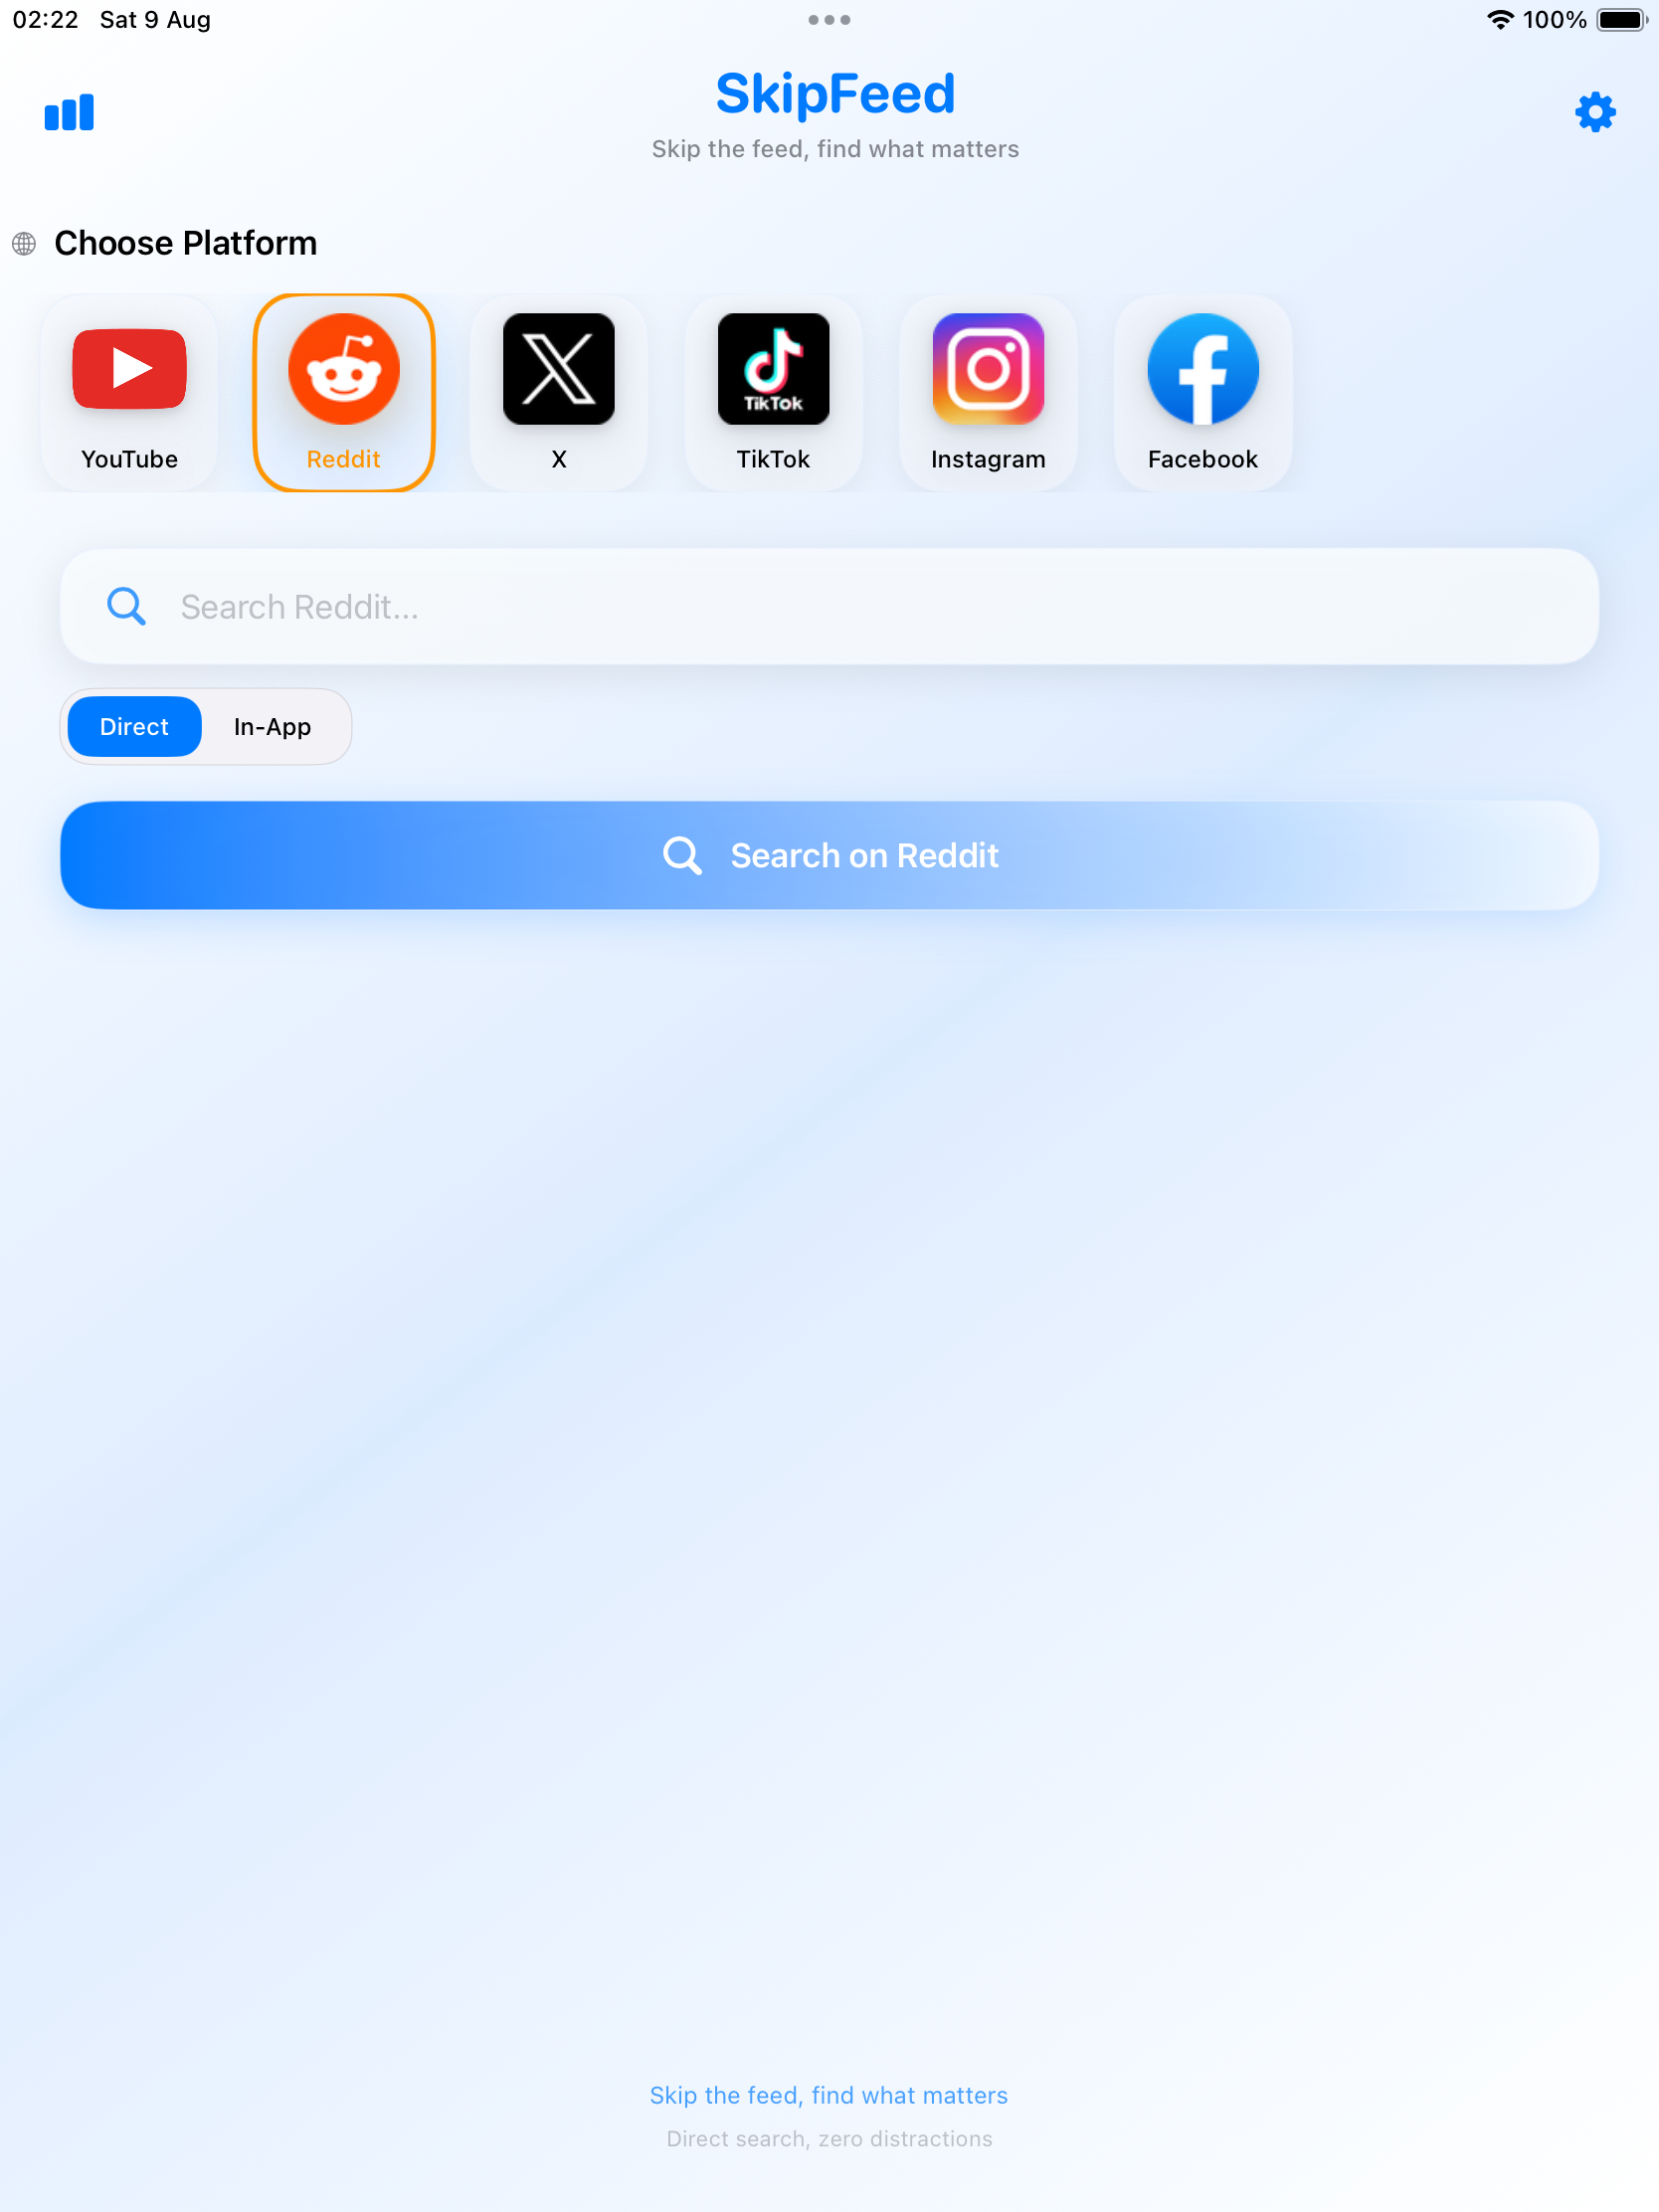 02:22 Sat 9 Aug 100%
SkipFeed
Skip the feed, find what matters
Choose Platform
TikTok
YouTube Reddit X TikTok Instagram Facebook
Search Reddit...
Direct In-App
Search on Reddit
Skip the feed, find what matters
Direct search, zero distractions